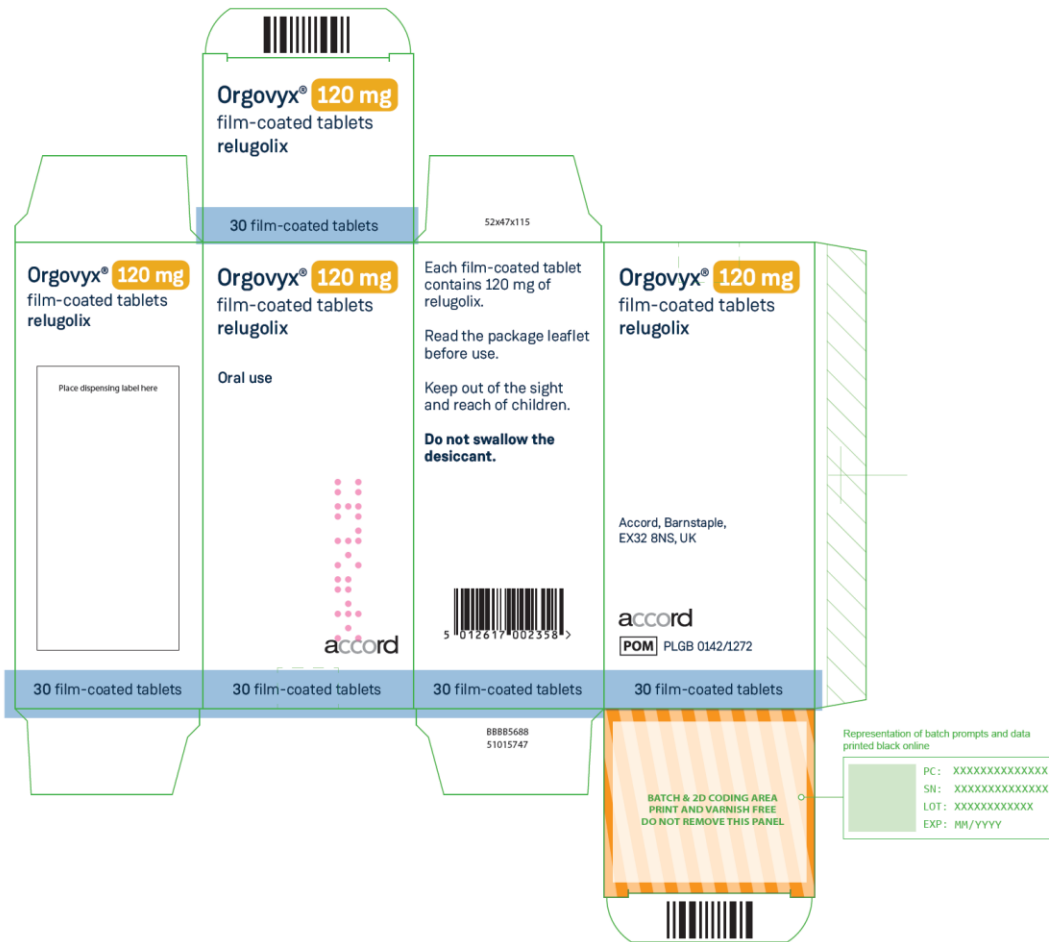 Orgovyx® 120 mg
film-coated tablets
relugolix
30 film-coated tablets
52x47x115
Orgovyx® 120 mg
film-coated tablets
relugolix
Place dispensing label here
30 film-coated tablets
Orgovyx® 120 mg
film-coated tablets
relugolix
Oral use
accord
30 film-coated tablets
Each film-coated tablet
contains 120 mg of
relugolix.
Read the package leaflet
before use.
Keep out of the sight
and reach of children.
Do not swallow the
desiccant.
5 012617 002358 >
30 film-coated tablets
Orgovyx® 120 mg
film-coated tablets
relugolix
Accord, Barnstaple,
EX32 8NS, UK
accord
POM PLGB 0142/1272
30 film-coated tablets
BBBB5688
51015747
BATCH & 2D CODING AREA
PRINT AND VARNISH FREE
DO NOT REMOVE THIS PANEL
Representation of batch prompts and data
printed black online
PC: XXXXXXXXXXXXXX
SN: XXXXXXXXXXXXXX
LOT: XXXXXXXXXXXX
EXP: MM/YYYY